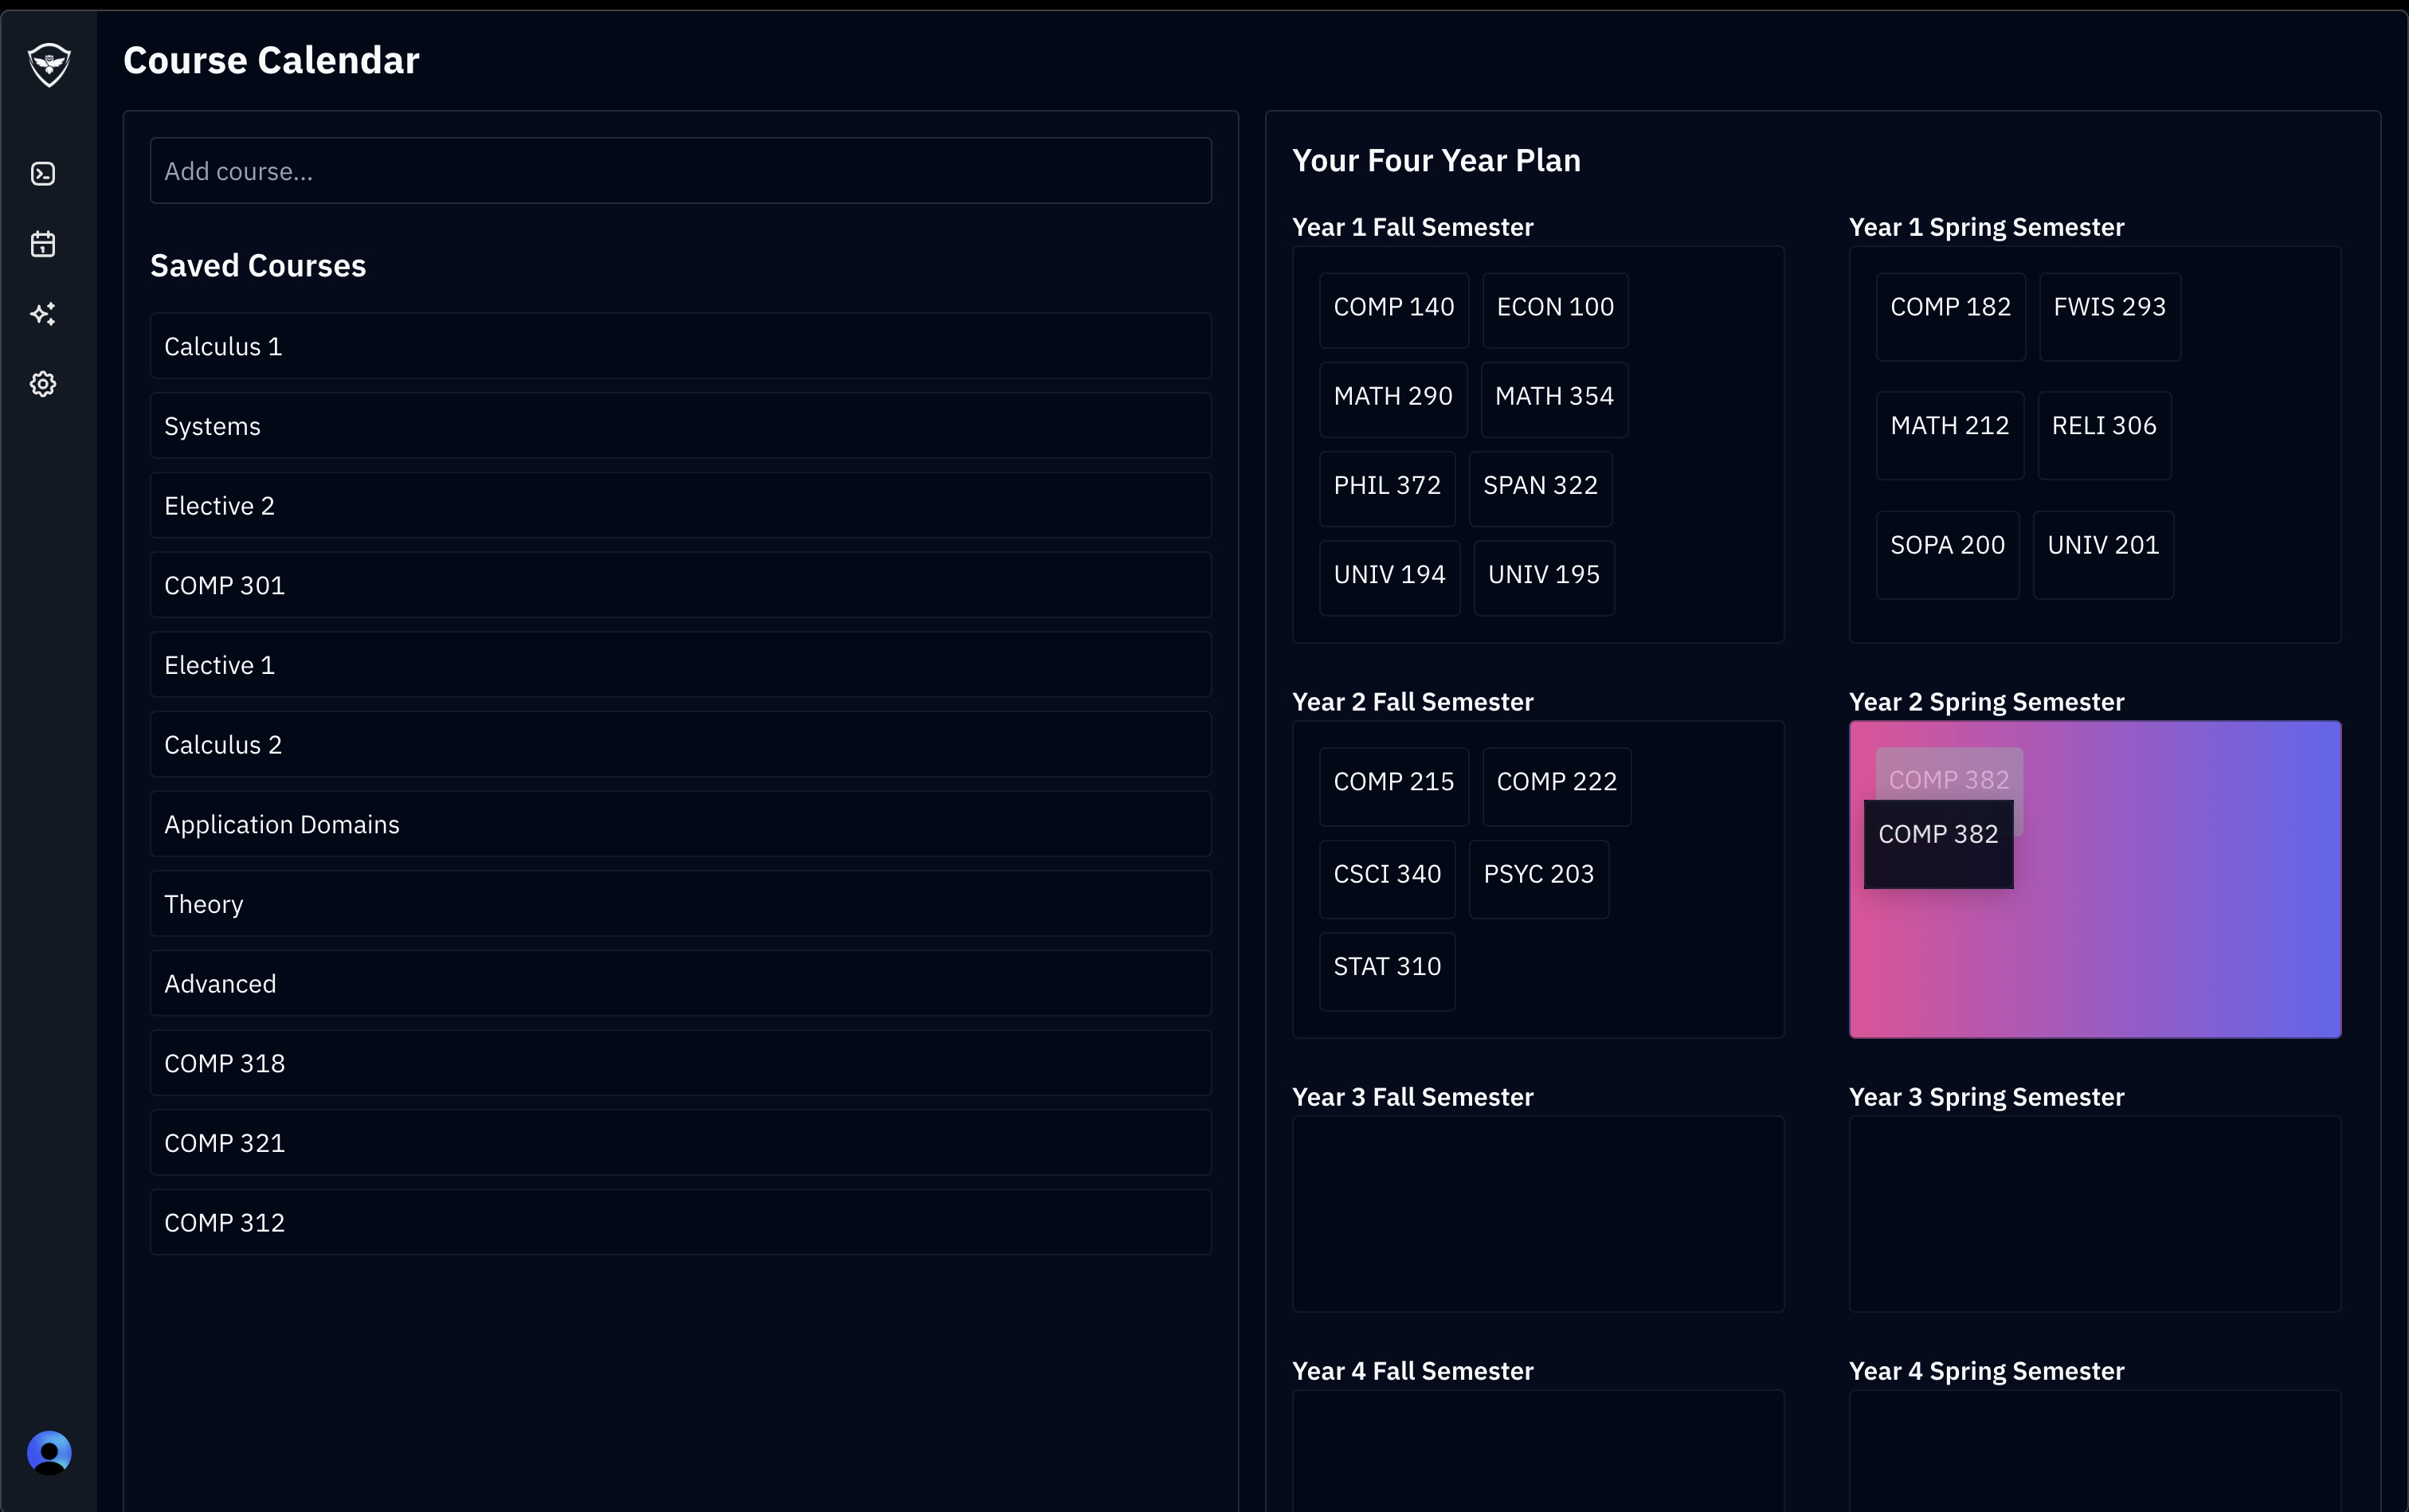 Course Calendar
Add course...
Saved Courses
Calculus 1
Systems
Elective 2
COMP 301
Elective 1
Calculus 2
Application Domains
Theory
Advanced
COMP 318
COMP 321
COMP 312
Your Four Year Plan
Year 1 Fall Semester
COMP 140 ECON 100
MATH 290 MATH 354
PHIL 372 SPAN 322
UNIV 194 UNIV 195
Year 1 Spring Semester
COMP 182 FWIS 293
MATH 212 RELI 306
SOPA 200 UNIV 201
Year 2 Fall Semester
COMP 215 COMP 222
CSCI 340 PSYC 203
STAT 310
Year 2 Spring Semester
COMP 382
COMP 382
Year 3 Fall Semester
Year 3 Spring Semester
Year 4 Fall Semester
Year 4 Spring Semester